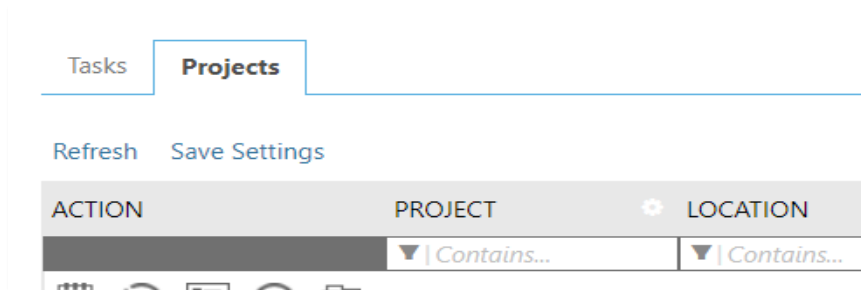 Tasks Projects
Refresh Save Settings
ACTION PROJECT LOCATION
| Contains... | Contains...